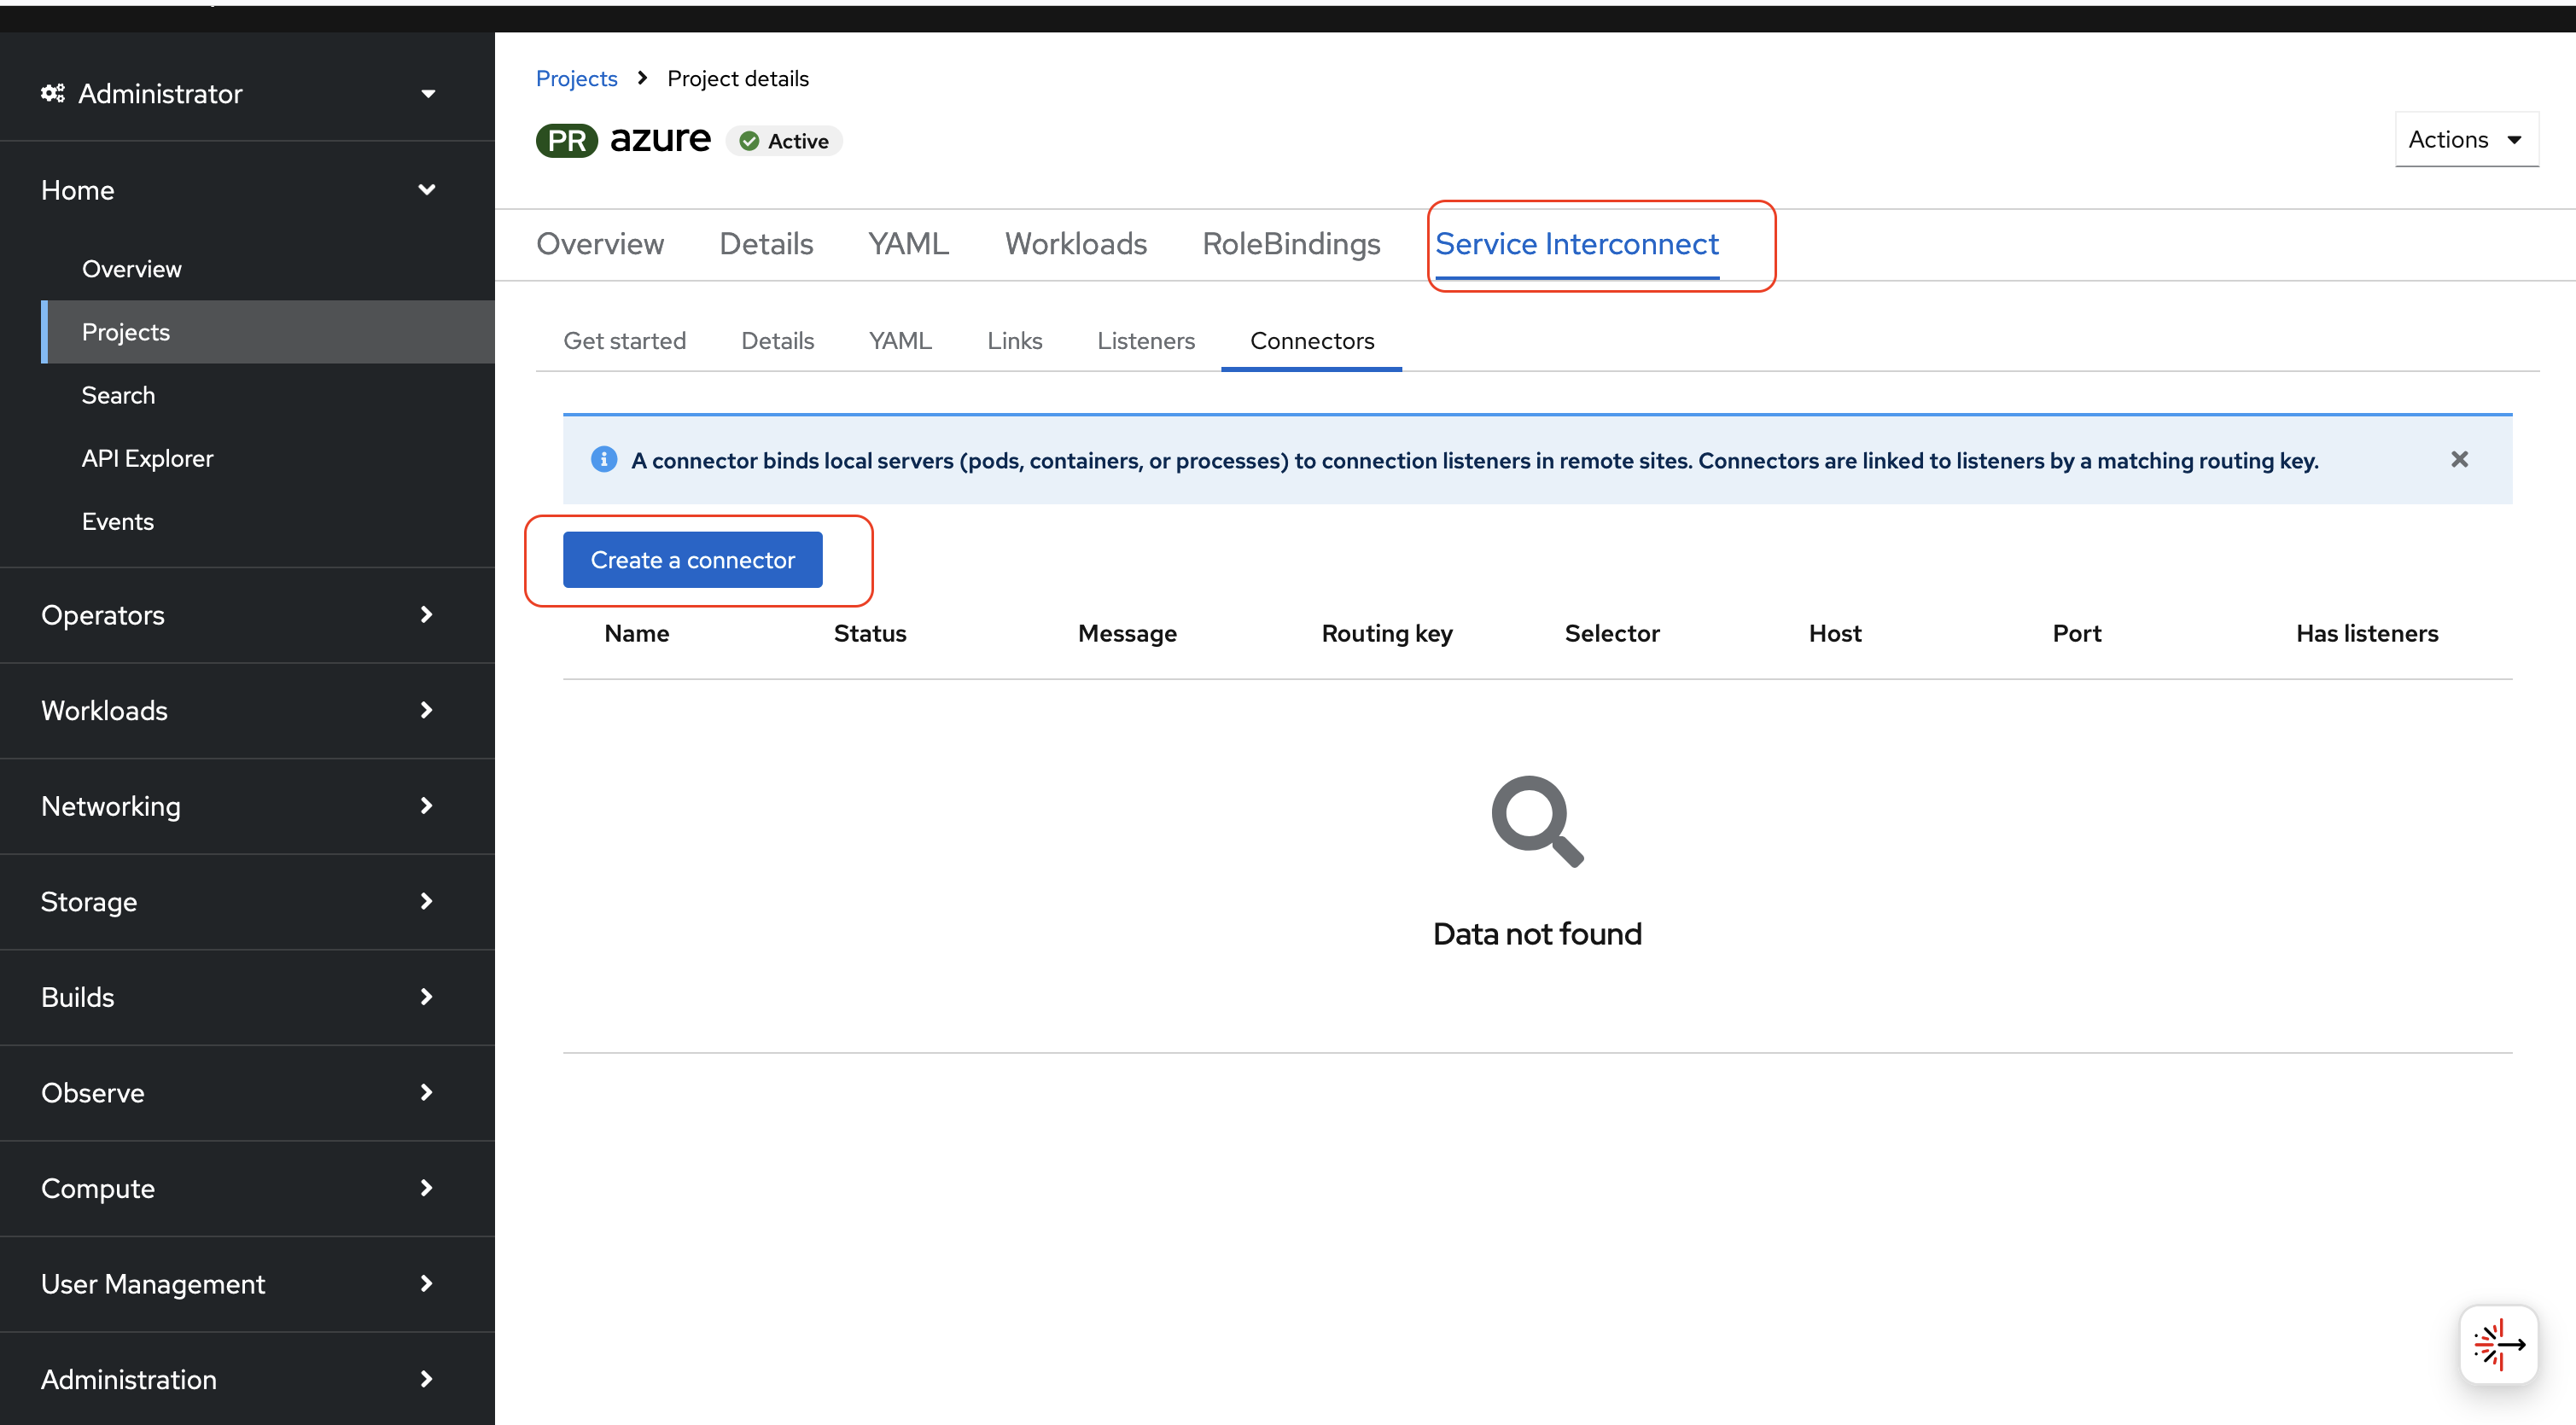 Administrator
Home
Overview
Projects
Search
API Explorer
Events
Operators
Workloads
Networking
Storage
Builds
Observe
Compute
User Management
Administration
Projects Project details
PR azure Active
Actions
Overview Details YAML Workloads RoleBindings Service Interconnect
Get started Details YAML Links Listeners Connectors
A connector binds local servers (pods, containers, or processes) to connection listeners in remote sites. Connectors are linked to listeners by a matching routing key.
Create a connector
Name Status Message Routing key Selector Host Port Has listeners
Data not found